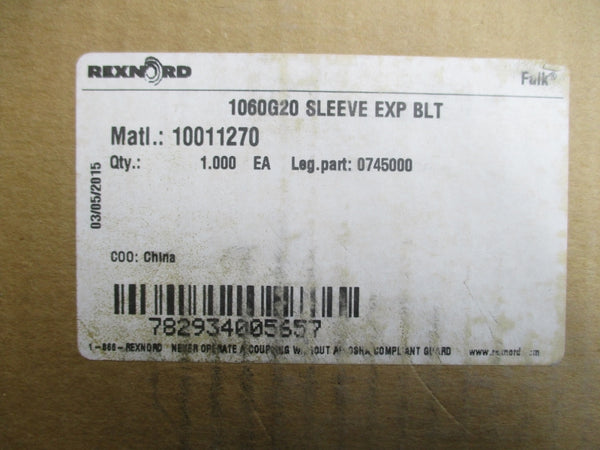 REXNORD
Falk®
1060G20 SLEEVE EXP BLT
Matl.: 10011270
Qty.: 1.000 EA Leg.part: 0745000
03/05/2015
COO: China
782934005657
1-866-REXNORD NEVER OPERATE A COUPLING WITHOUT AN OSHA COMPLIANT GUARD www.rexnord.com